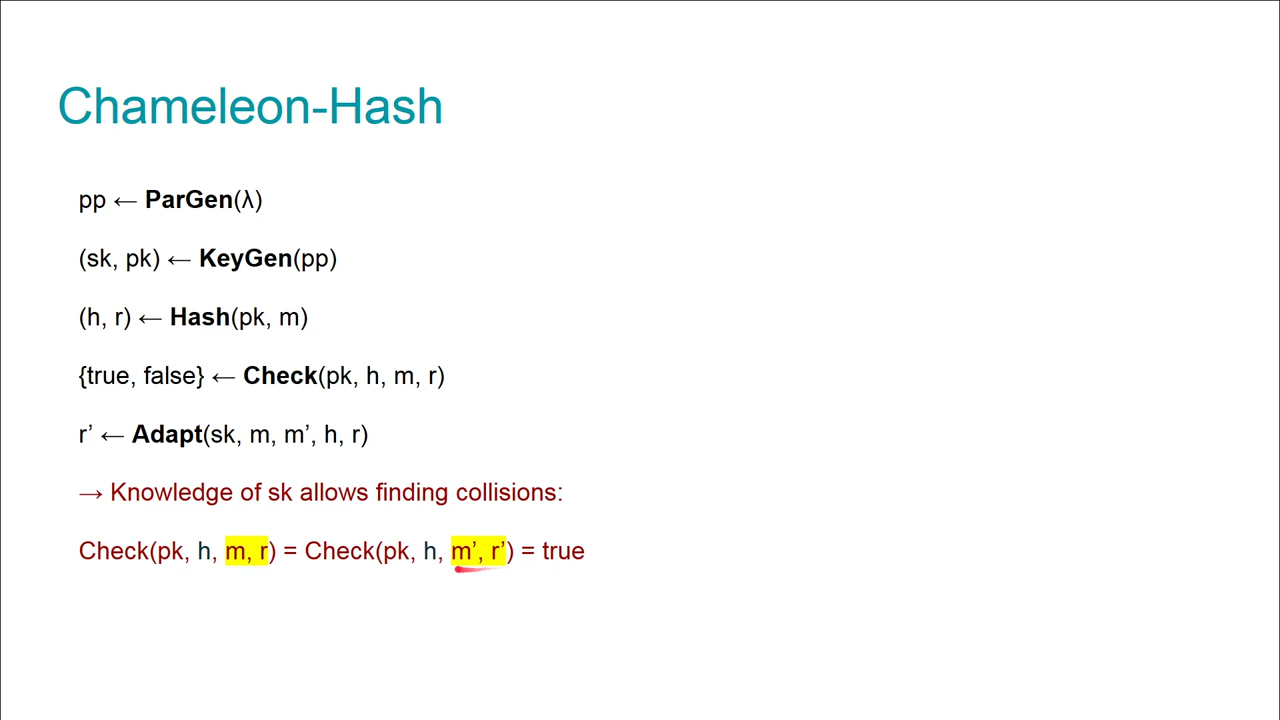 Chameleon-Hash
pp ← ParGen(λ)
(sk, pk) ← KeyGen(pp)
(h, r) ← Hash(pk, m)
{true, false} ← Check(pk, h, m, r)
r’ ← Adapt(sk, m, m’, h, r)
→ Knowledge of sk allows finding collisions:
Check(pk, h, m, r) = Check(pk, h, m’, r’) = true